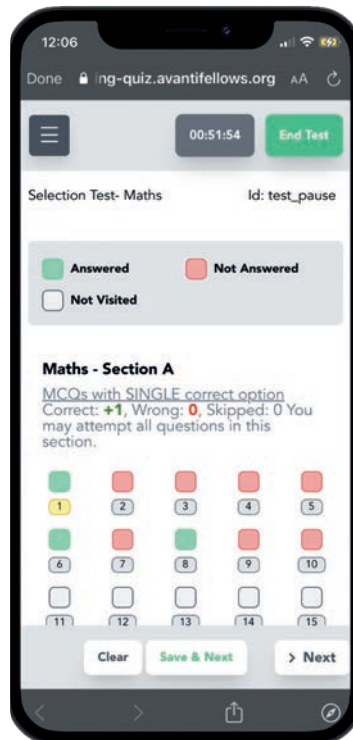 12:06
Done ing-quiz.avantifellows.org AA
00:51:54 End Test
Selection Test- Maths Id: test_pause
Answered Not Answered
Not Visited
Maths - Section A
MCQs with SINGLE correct option
Correct: +1, Wrong: 0, Skipped: 0 You
may attempt all questions in this
section.
1 2 3 4 5
6 7 8 9 10
11 12 13 14 15
Clear Save & Next > Next